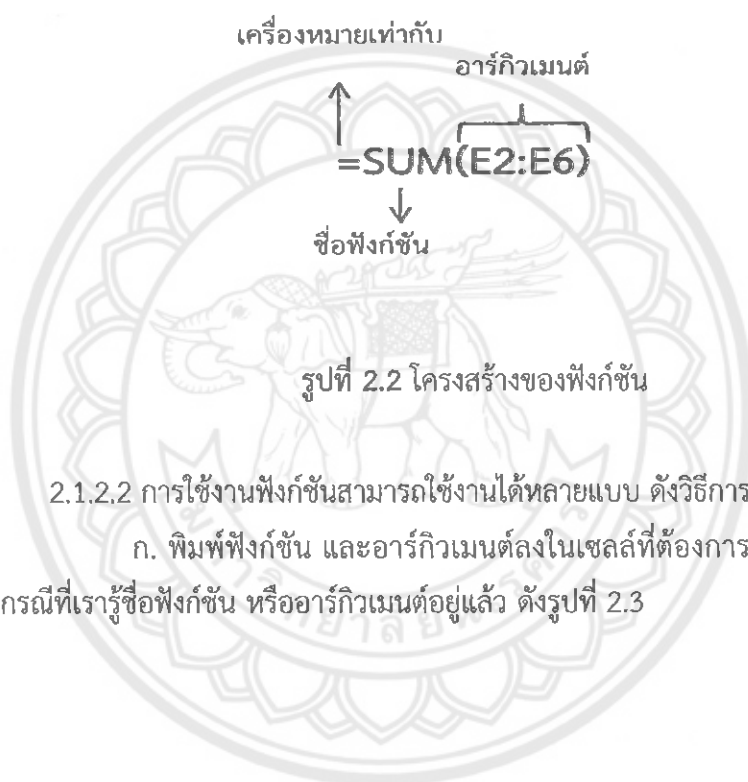 เครื่องหมายเท่ากับ
อาร์กิวเมนต์
=SUM(E2:E6)
ชื่อฟังก์ชัน
รูปที่ 2.2 โครงสร้างของฟังก์ชัน
2.1.2.2 การใช้งานฟังก์ชันสามารถใช้งานได้หลายแบบ ดังวิธีการ
ก. พิมพ์ฟังก์ชัน และอาร์กิวเมนต์ลงในเซลล์ที่ต้องการ
กรณีที่เรารู้ชื่อฟังก์ชัน หรืออาร์กิวเมนต์อยู่แล้ว ดังรูปที่ 2.3